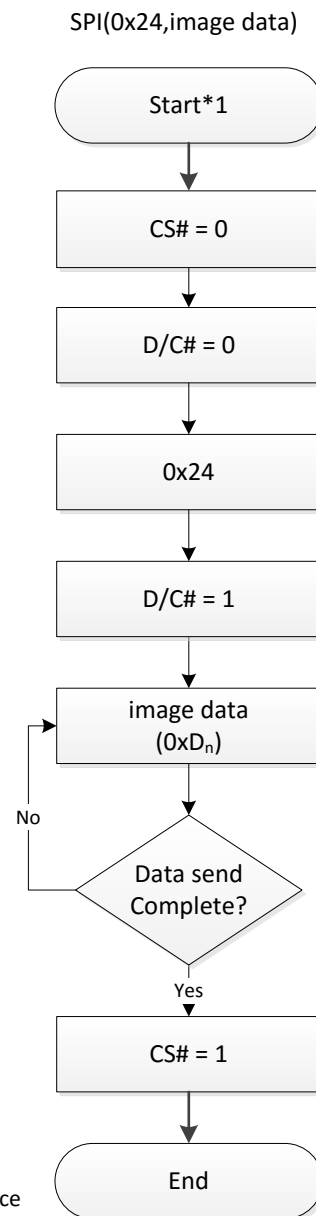 SPI(0x24,image data)
Start*1
CS# = 0
D/C# = 0
0x24
D/C# = 1
image data
(0xDₙ)
No
Data send
Complete?
Yes
CS# = 1
End
ce